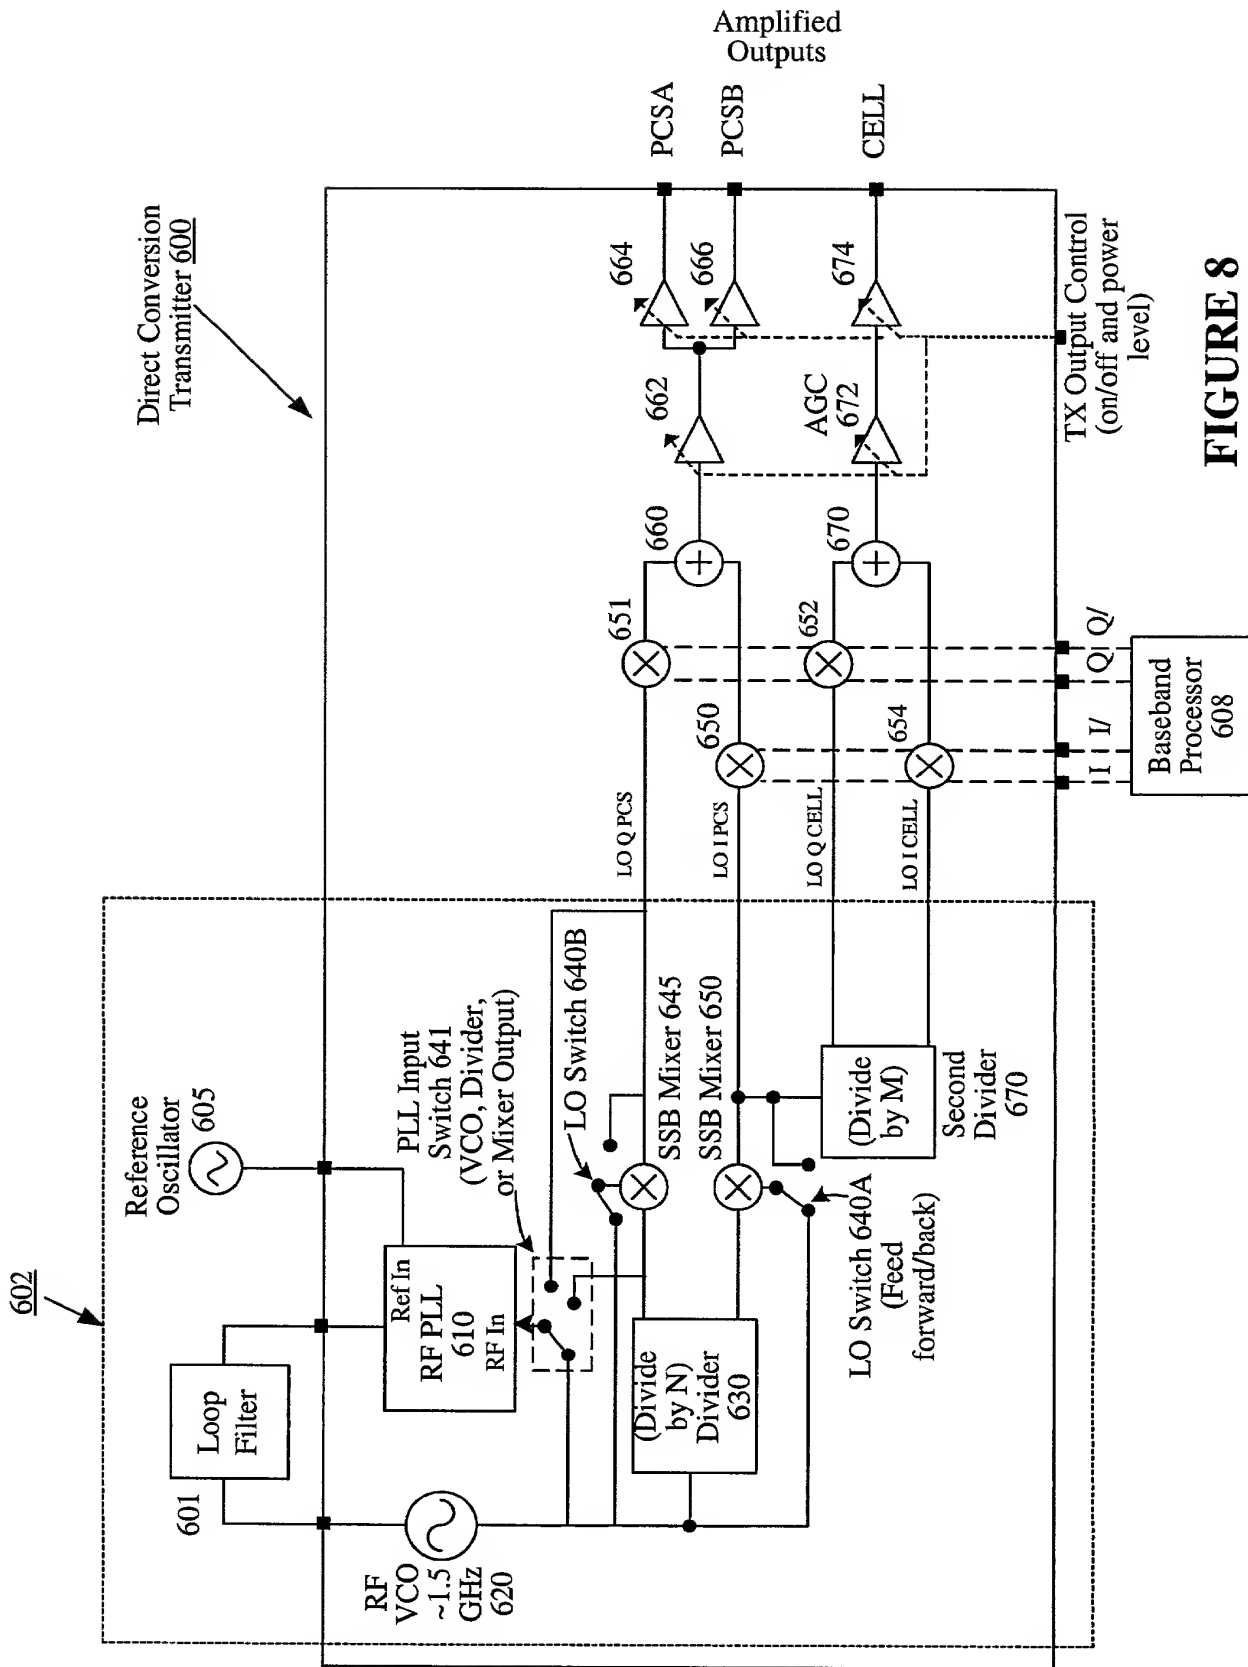 Amplified
Outputs
PCSA
PCSB
CELL
Direct Conversion
Transmitter 600
664
666
674
662
AGC
672
TX Output Control
(on/off and power
level)
660
670
651
652
650
654
I
I/
Q
Q/
Baseband
Processor
608
LO Q PCS
LO I PCS
LO Q CELL
LO I CELL
602
Reference
Oscillator 605
PLL Input
Switch 641
(VCO, Divider,
or Mixer Output)
LO Switch 640B
SSB Mixer 645
SSB Mixer 650
(Divide
by M)
Second
Divider
670
LO Switch 640A
(Feed
forward/back)
Ref In
RF PLL
610
RF In
Loop
Filter
601
(Divide
by N)
Divider
630
RF
VCO
~1.5
GHz
620
FIGURE 8